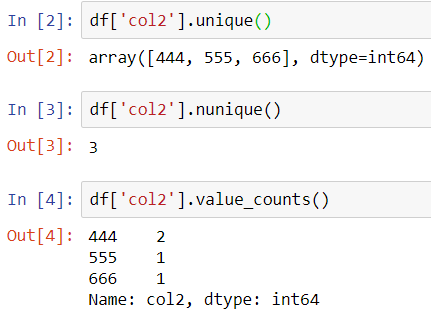 In [2]: df['col2'].unique()
Out[2]: array([444, 555, 666], dtype=int64)
In [3]: df['col2'].nunique()
Out[3]: 3
In [4]: df['col2'].value_counts()
Out[4]: 444    2
555    1
666    1
Name: col2, dtype: int64